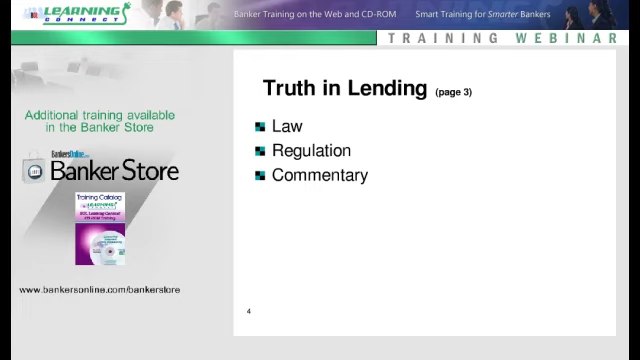 LEARNING
CONNECT
Banker Training on the Web and CD-ROM
Smart Training for Smarter Bankers
TRAINING WEBINAR
Additional training available
in the Banker Store
BankersOnline.com
Banker Store
Training Catalog
LEARNING
www.bankersonline.com/bankerstore
Truth in Lending (page 3)
Law
Regulation
Commentary
4